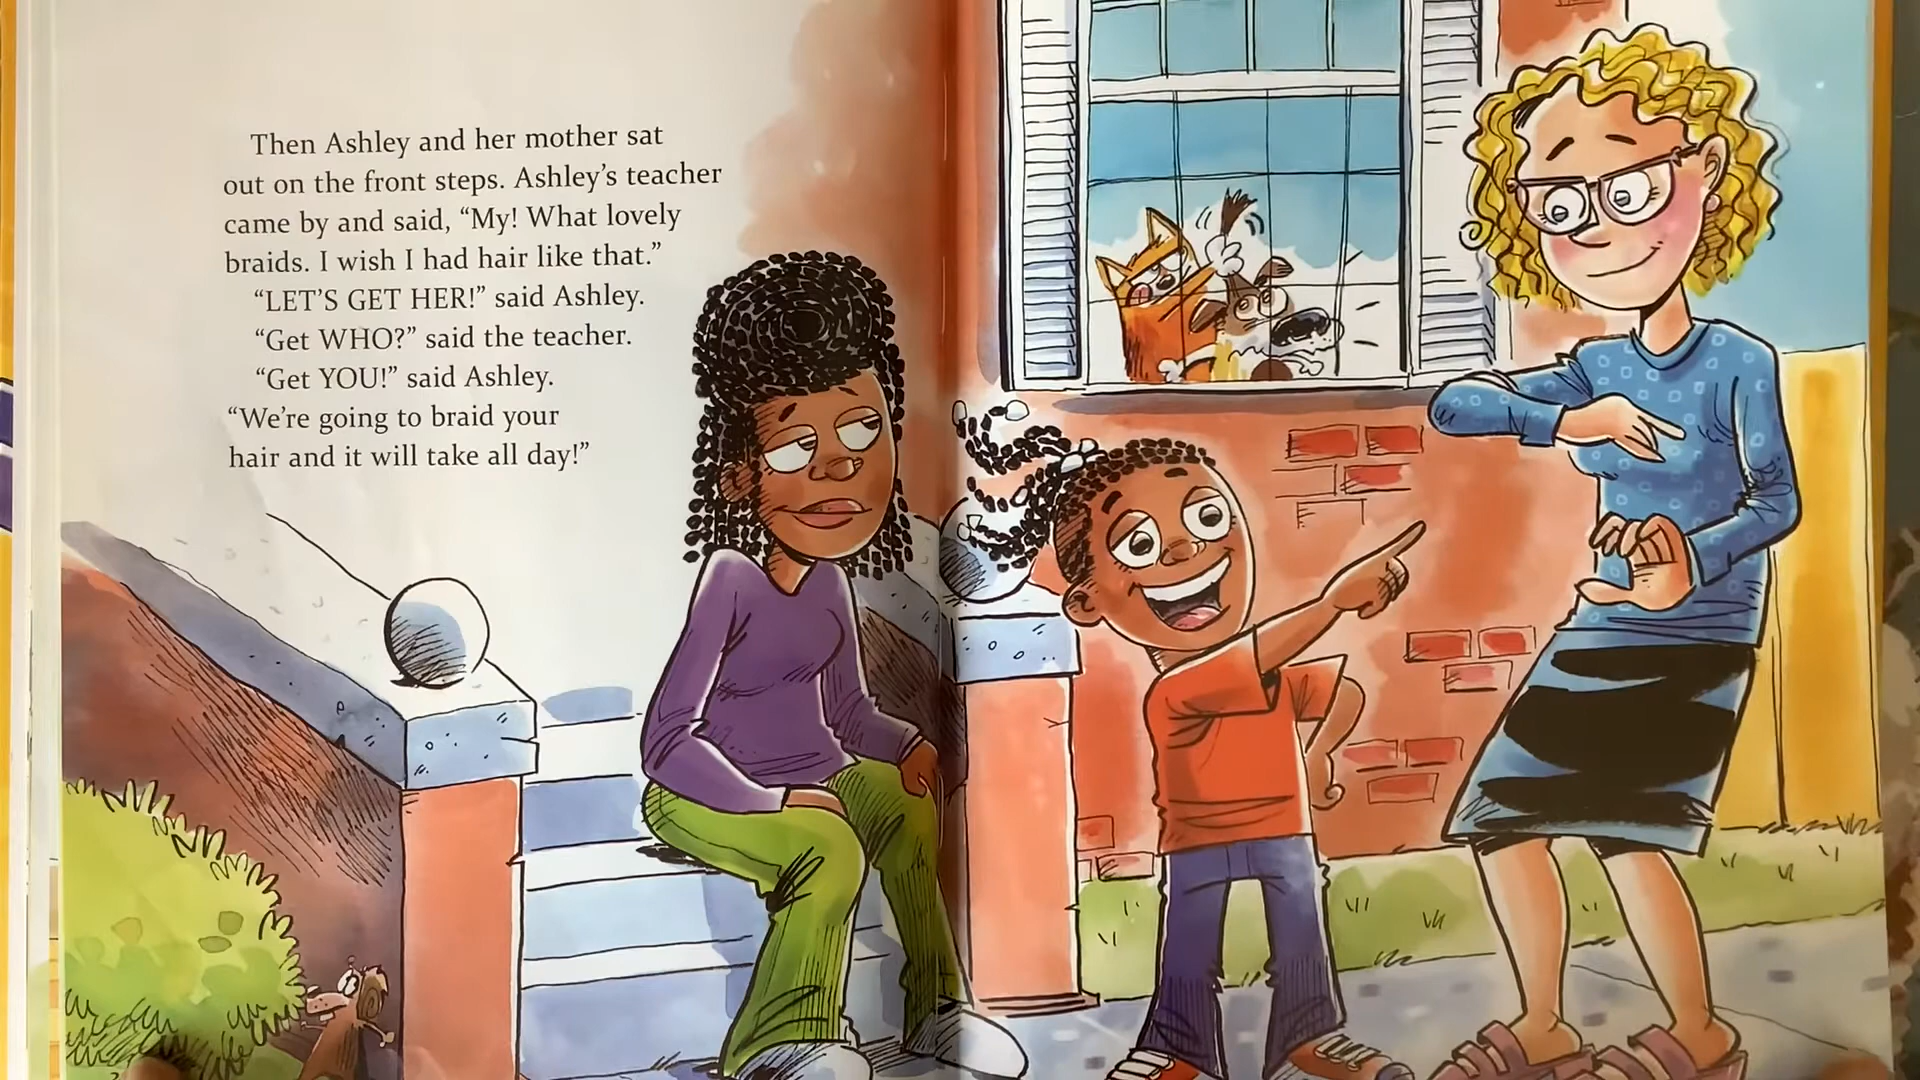 Then Ashley and her mother sat
out on the front steps. Ashley's teacher
came by and said, “My! What lovely
braids. I wish I had hair like that.”
“LET'S GET HER!” said Ashley.
“Get WHO?” said the teacher.
“Get YOU!” said Ashley.
“We're going to braid your
hair and it will take all day!”